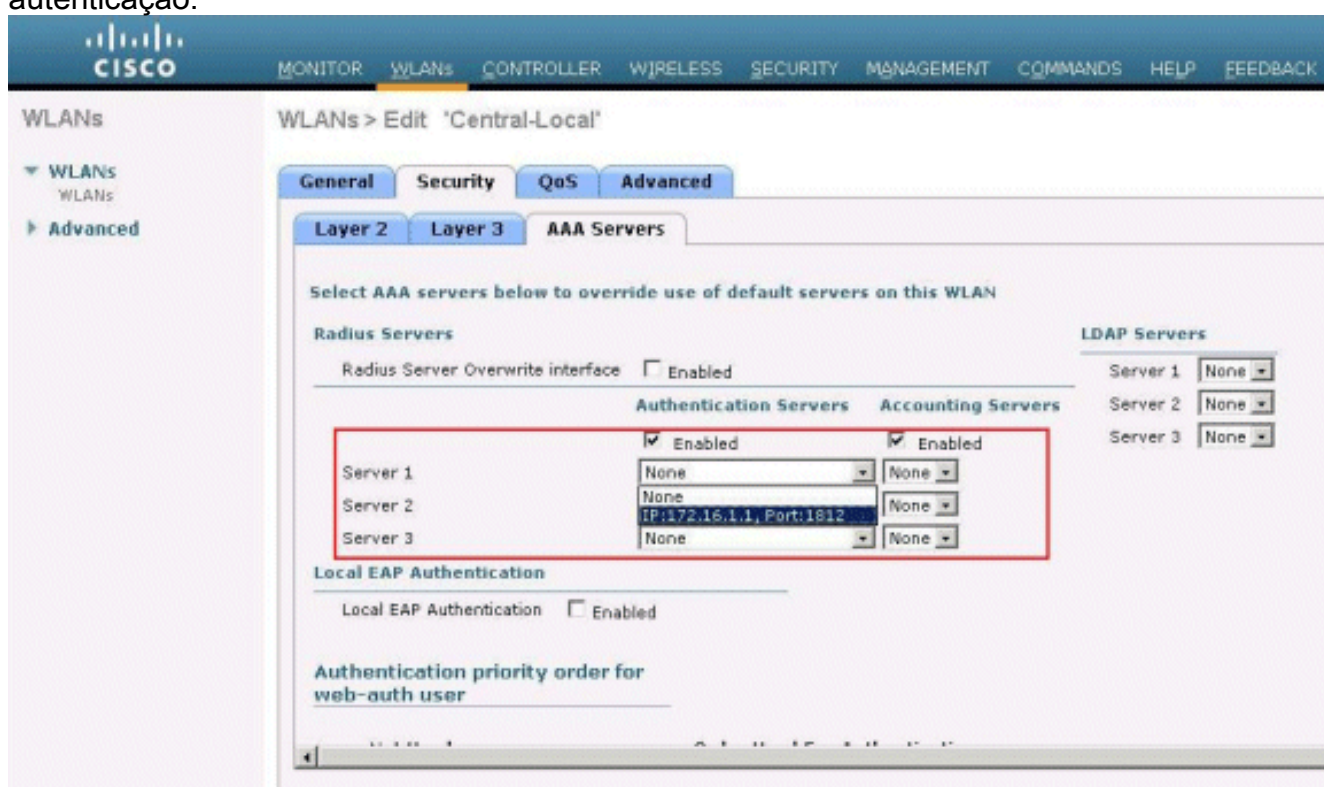 autenticação.
CISCO
MONITOR WLANs CONTROLLER WIRELESS SECURITY MANAGEMENT COMMANDS HELP FEEDBACK
WLANs
WLANs > Edit 'Central-Local'
WLANs
WLANs
Advanced
General Security QoS Advanced
Layer 2 Layer 3 AAA Servers
Select AAA servers below to override use of default servers on this WLAN
Radius Servers
LDAP Servers
Radius Server Overwrite interface Enabled
Server 1 None
Authentication Servers Accounting Servers
Server 2 None
Enabled Enabled
Server 3 None
Server 1 None None
None
IP:172.16.1.1, Port:1812
Server 2 None
Server 3 None None
Local EAP Authentication
Local EAP Authentication Enabled
Authentication priority order for
web-auth user